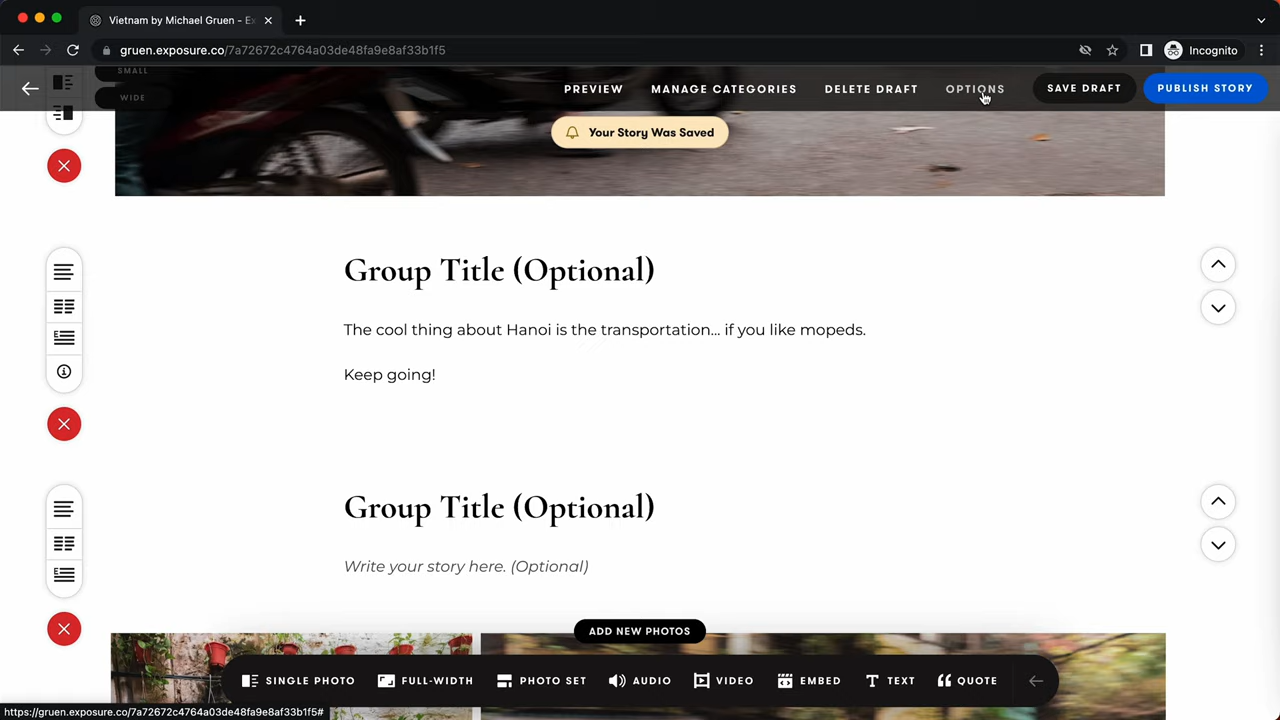 Vietnam by Michael Gruen - Ex
gruen.exposure.co/7a72672c4764a03de48fa9e8af33b1f5
Incognito
SMALL
WIDE
PREVIEW
MANAGE CATEGORIES
ETE DRAFT
OPTIONS
SAVE DRAFT
PUBLISH STORY
Your Story Was Saved
Group Title (Optional)
The cool thing about Hanoi is the transportation... if you like mopeds.
Keep going!
Group Title (Optional)
Write your story here. (Optional)
ADD NEW PHOTOS
SINGLE PHOTO
FULL-WIDTH
PHOTO SET
AUDIO
VIDEO
EMBED
TEXT
QUOTE
https://gruen.exposure.co/7a72672c4764a03de48fa9e8af33b1f5#